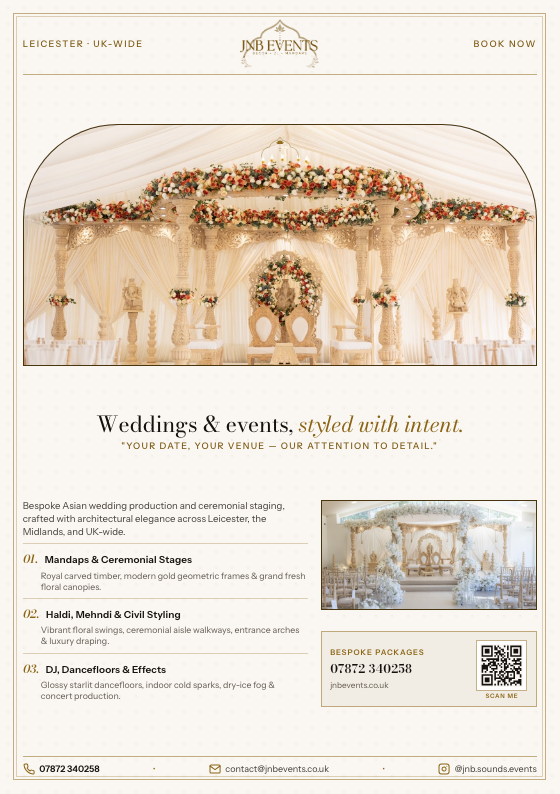 LEICESTER · UK-WIDE
JNB EVENTS
BOOK NOW
Weddings & events, styled with intent.
"YOUR DATE, YOUR VENUE — OUR ATTENTION TO DETAIL."
Bespoke Asian wedding production and ceremonial staging,
crafted with architectural elegance across Leicester, the
Midlands, and UK-wide.
01. Mandaps & Ceremonial Stages
Royal carved timber, modern gold geometric frames & grand fresh
floral canopies.
02. Haldi, Mehndi & Civil Styling
Vibrant floral swings, ceremonial aisle walkways, entrance arches
& luxury draping.
03. DJ, Dancefloors & Effects
Glossy starlit dancefloors, indoor cold sparks, dry-ice fog &
concert production.
BESPOKE PACKAGES
07872 340258
jnbevents.co.uk
SCAN ME
07872 340258 · contact@jnbevents.co.uk · @jnb.sounds.events